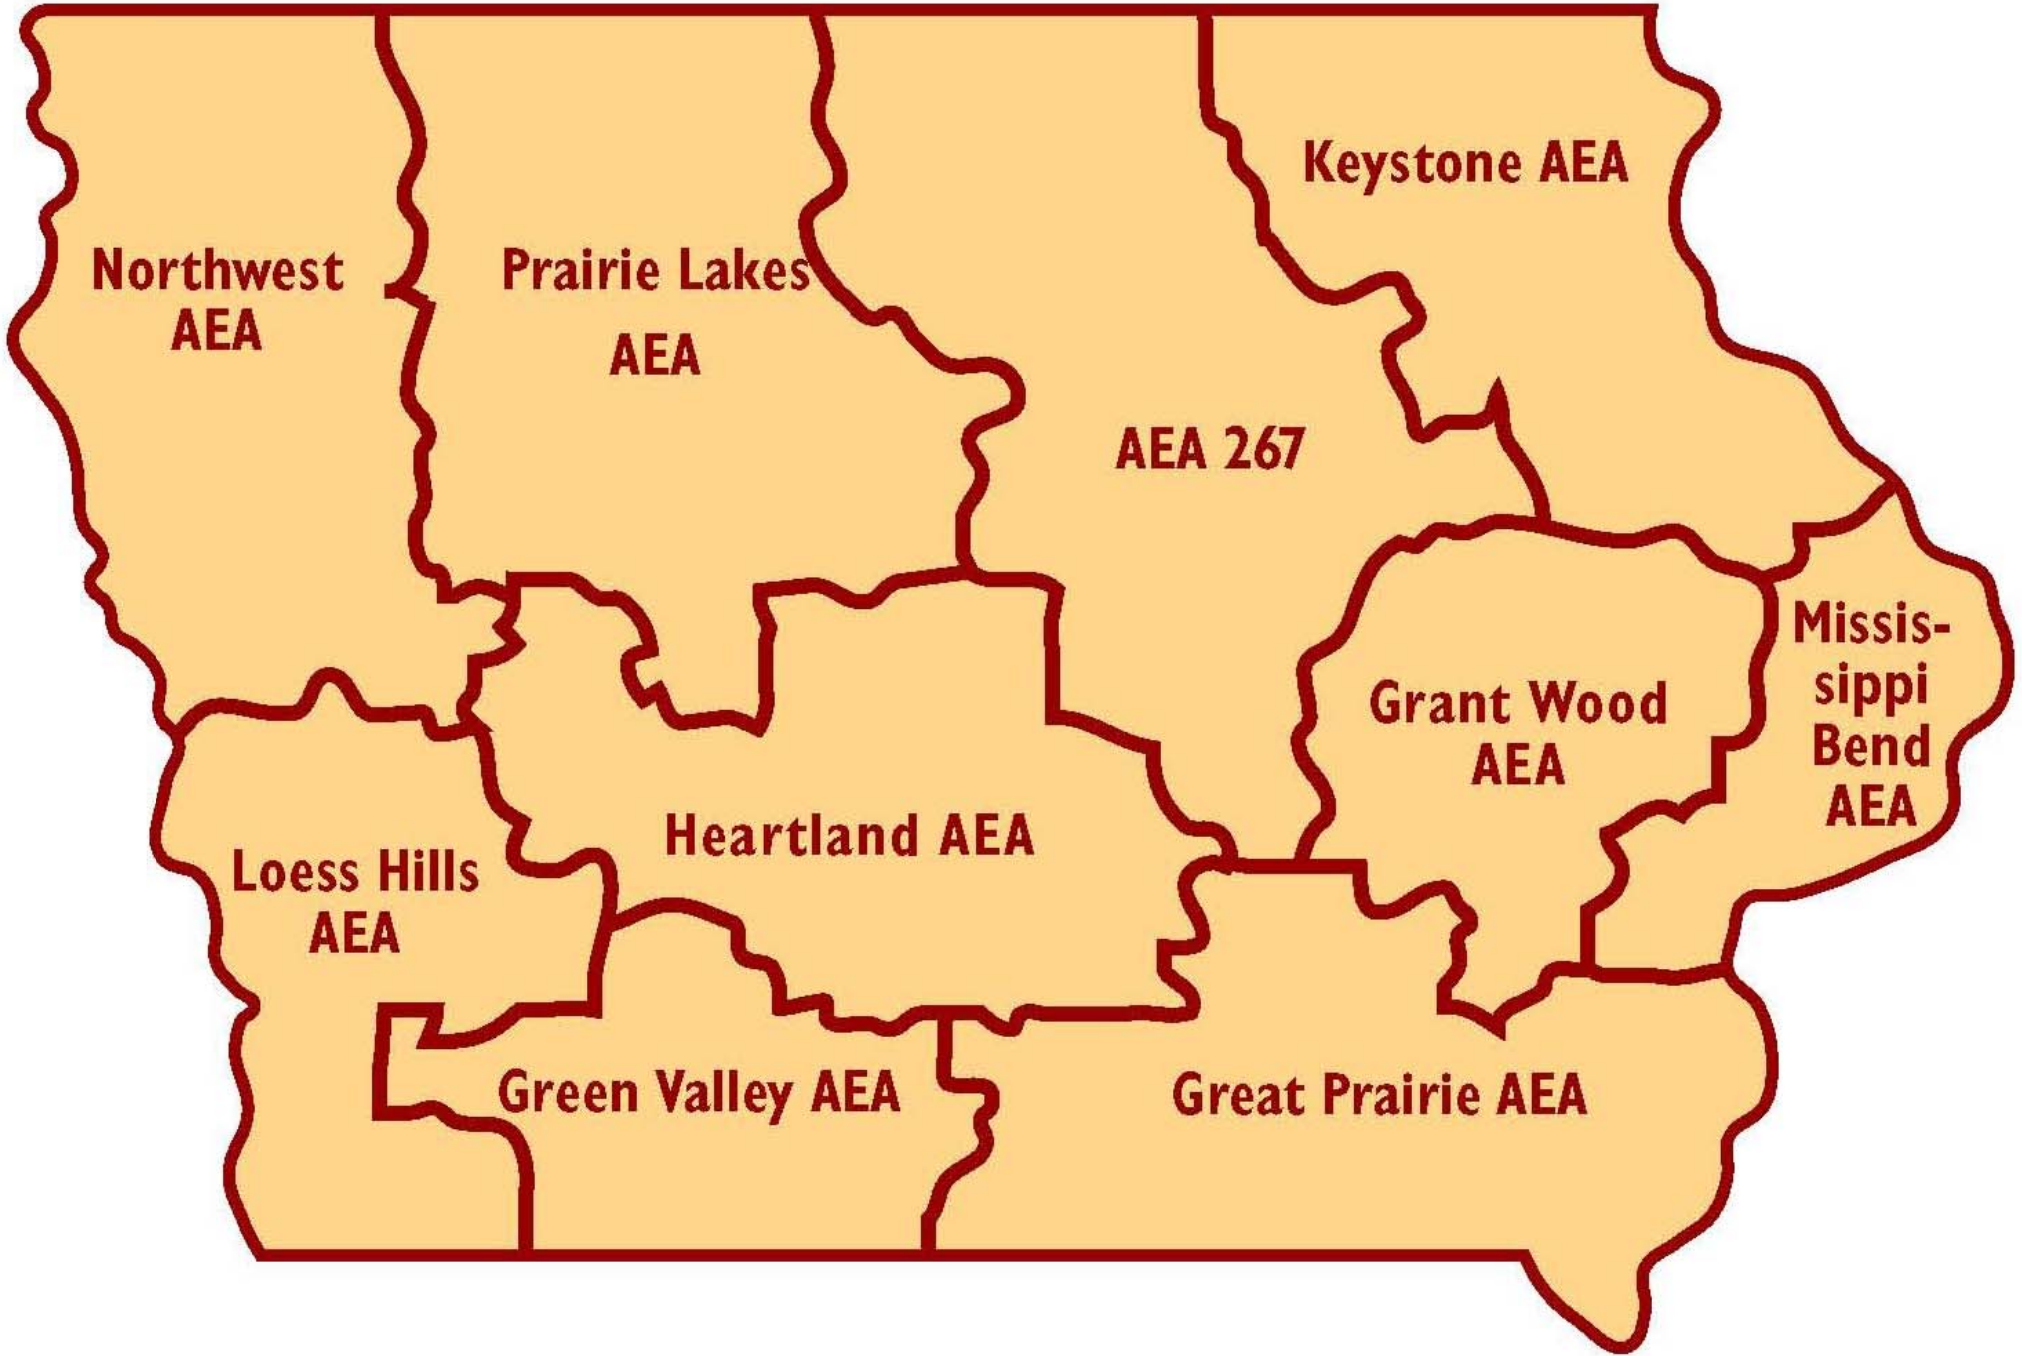 Keystone AEA
Northwest
AEA
Prairie Lakes
AEA
AEA 267
Missis-
sippi
Bend
AEA
Grant Wood
AEA
Heartland AEA
Loess Hills
AEA
Green Valley AEA
Great Prairie AEA